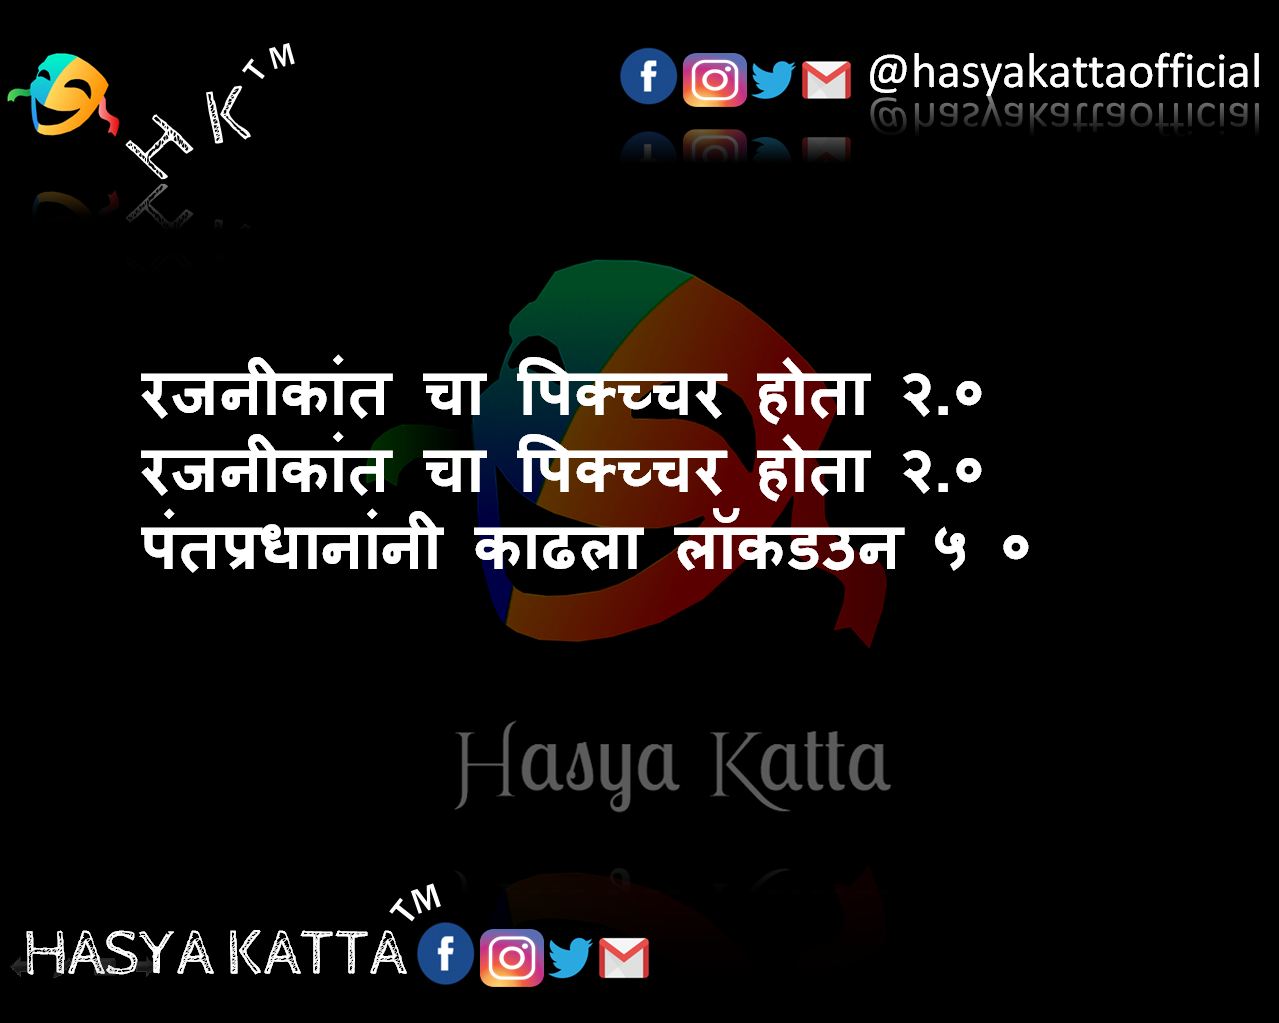 HK™
@hasyakattaofficial
रजनीकांत चा पिक्च्चर होता २.०
रजनीकांत चा पिक्च्चर होता २.०
पंतप्रधानांनी काढला लॉकडउन ५ ०
Hasya Katta
HASYA KATTA™